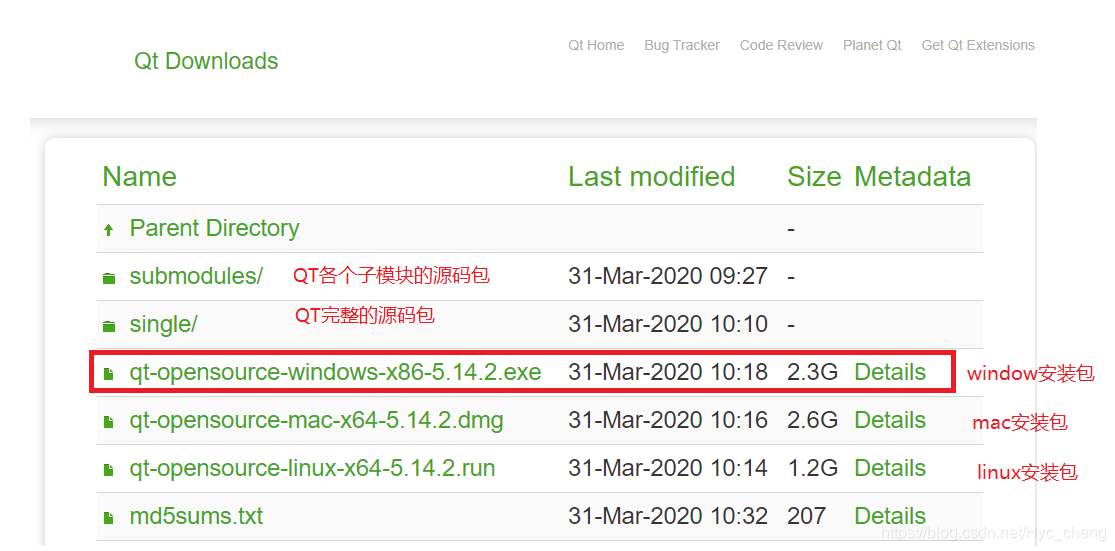 Qt Downloads
Qt Home Bug Tracker Code Review Planet Qt Get Qt Extensions
Name Last modified Size Metadata
Parent Directory -
submodules/ QT各个子模块的源码包 31-Mar-2020 09:27 -
single/ QT完整的源码包 31-Mar-2020 10:10 -
qt-opensource-windows-x86-5.14.2.exe 31-Mar-2020 10:18 2.3G Details window安装包
qt-opensource-mac-x64-5.14.2.dmg 31-Mar-2020 10:16 2.6G Details mac安装包
qt-opensource-linux-x64-5.14.2.run 31-Mar-2020 10:14 1.2G Details linux安装包
md5sums.txt 31-Mar-2020 10:32 207 Details
https://blog.csdn.net/Hyc_cheng